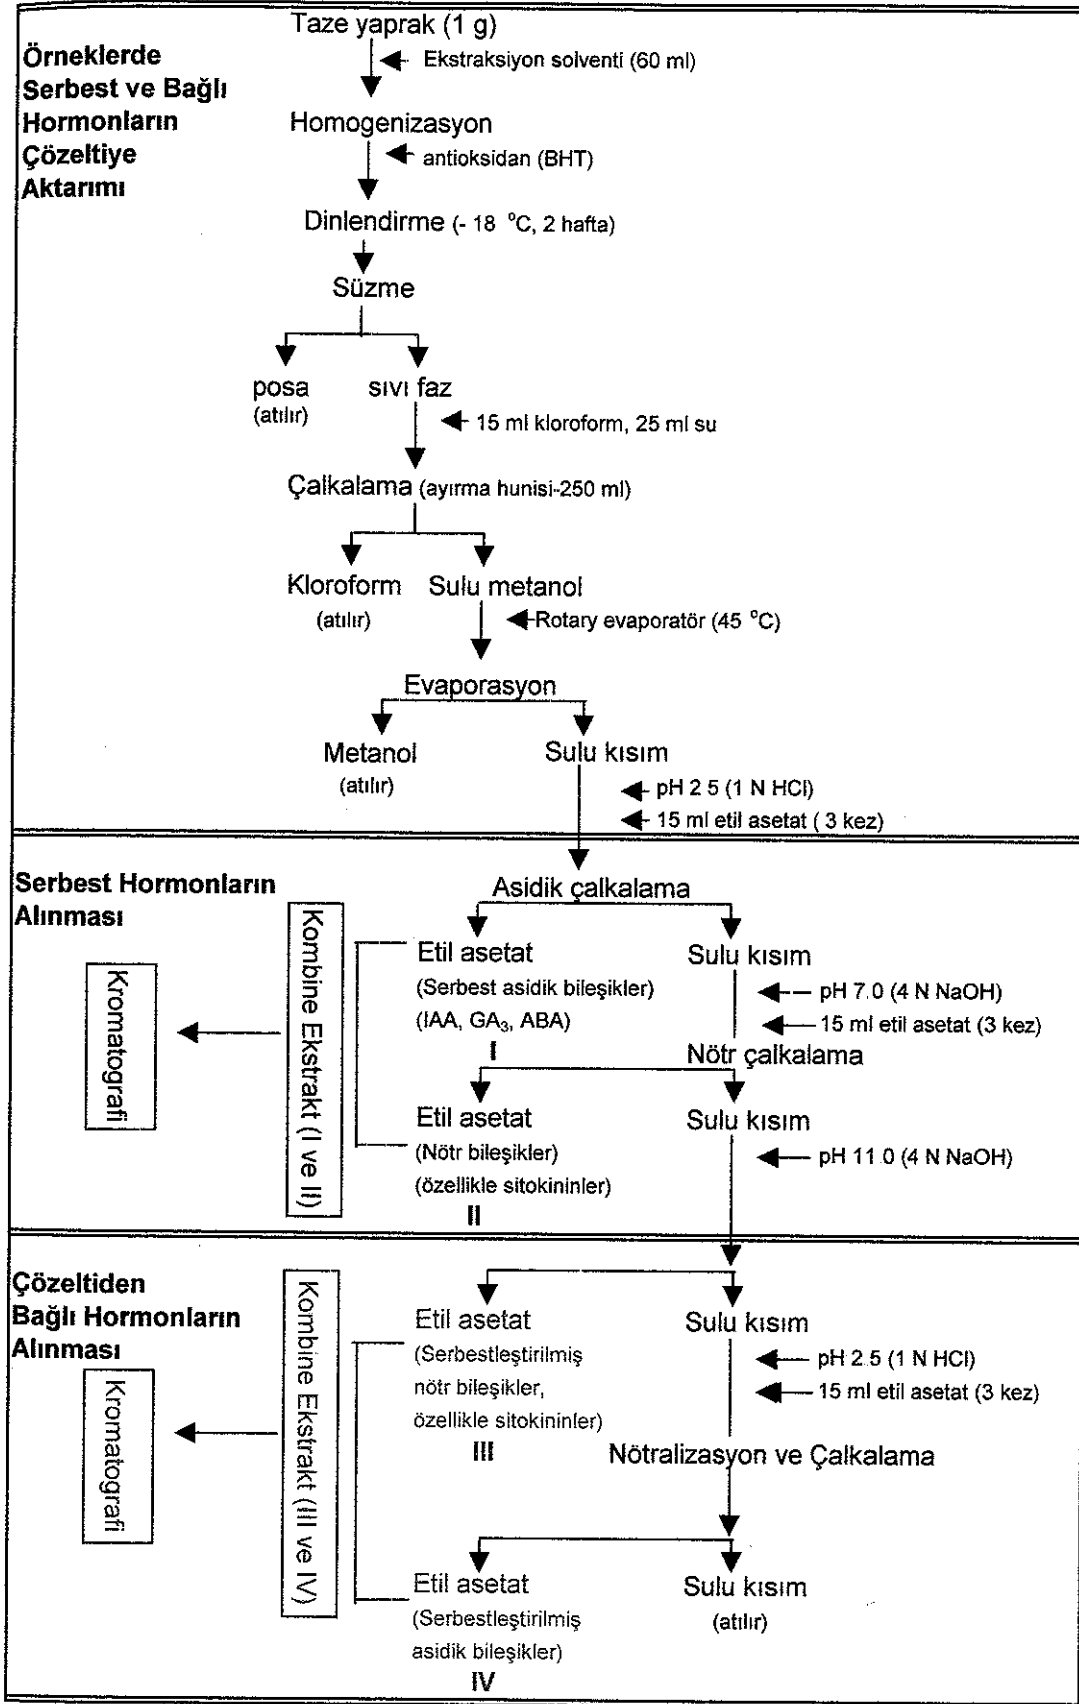 Taze yaprak (1 g)
Örneklerde
Serbest ve Bağlı
Hormonların
Çözeltiye
Aktarımı
Ekstraksiyon solventi (60 ml)
Homogenizasyon
antioksidan (BHT)
Dinlendirme (- 18 °C, 2 hafta)
Süzme
posa
(atılır)
sıvı faz
15 ml kloroform, 25 ml su
Çalkalama (ayırma hunisi-250 ml)
Kloroform
(atılır)
Sulu metanol
Rotary evaporatör (45 °C)
Evaporasyon
Metanol
(atılır)
Sulu kısım
pH 2 5 (1 N HCl)
15 ml etil asetat ( 3 kez)
Serbest Hormonların
Alınması
Asidik çalkalama
Kromatografi
Kombine Ekstrakt (I ve II)
Etil asetat
(Serbest asidik bileşikler)
(IAA, GA₃, ABA)
I
Sulu kısım
pH 7.0 (4 N NaOH)
15 ml etil asetat (3 kez)
Nötr çalkalama
Etil asetat
(Nötr bileşikler)
(özellikle sitokininler)
II
Sulu kısım
pH 11 0 (4 N NaOH)
Çözeltiden
Bağlı Hormonların
Alınması
Kromatografi
Kombine Ekstrakt (III ve IV)
Etil asetat
(Serbestleştirilmiş
nötr bileşikler,
özellikle sitokininler)
III
Sulu kısım
pH 2.5 (1 N HCl)
15 ml etil asetat (3 kez)
Nötralizasyon ve Çalkalama
Etil asetat
(Serbestleştirilmiş
asidik bileşikler)
IV
Sulu kısım
(atılır)